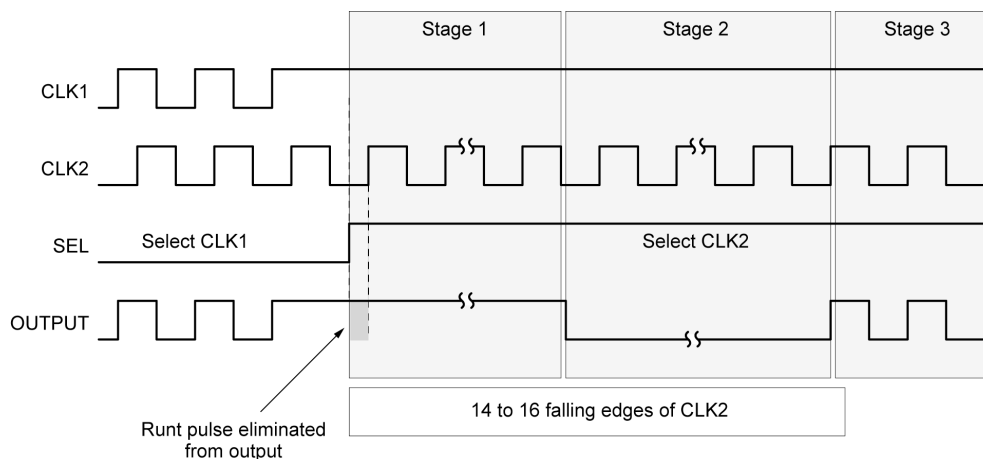 Stage 1
Stage 2
Stage 3
CLK1
CLK2
SEL
Select CLK1
Select CLK2
OUTPUT
14 to 16 falling edges of CLK2
Runt pulse eliminated
from output